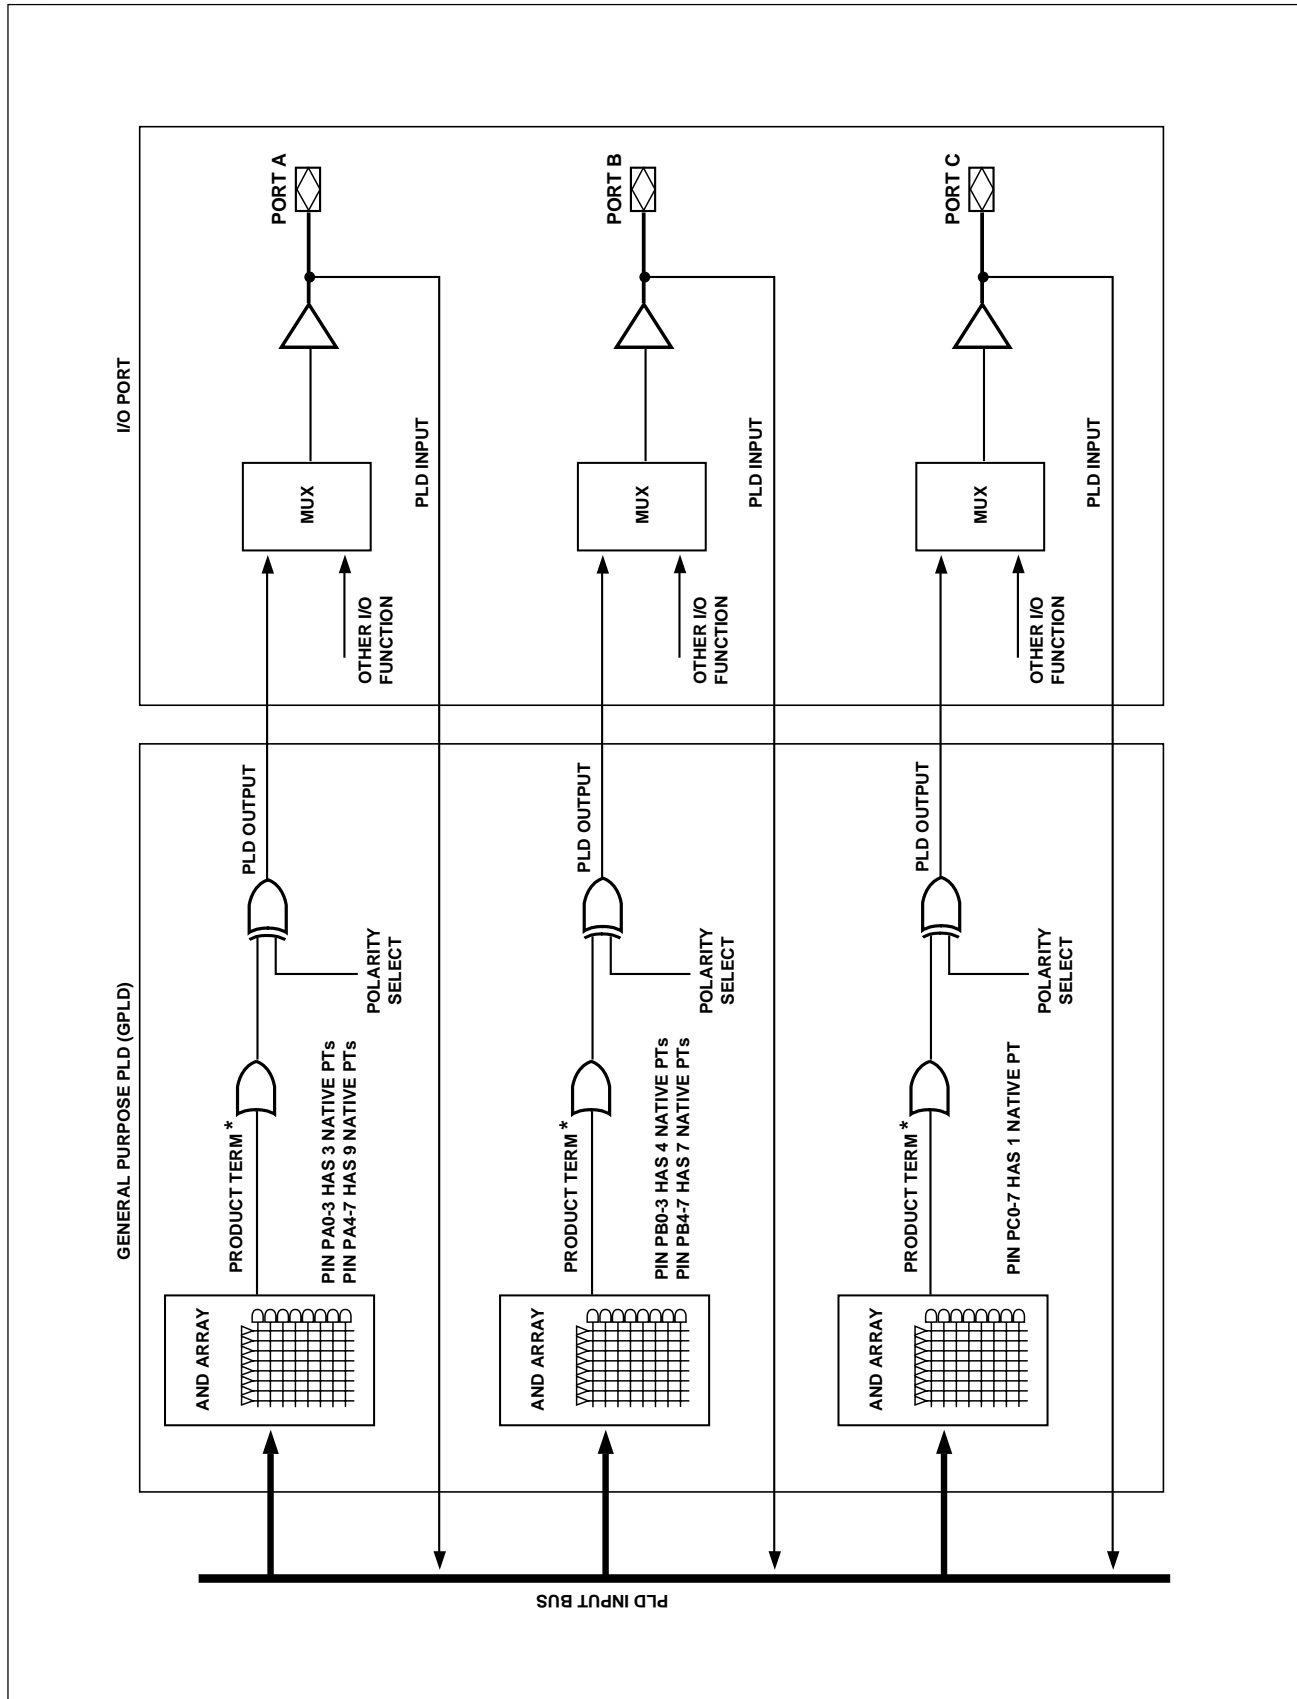 GENERAL PURPOSE PLD (GPLD)
I/O PORT
PLD INPUT BUS
AND ARRAY
PRODUCT TERM *
PIN PA0-3 HAS 3 NATIVE PTs
PIN PA4-7 HAS 9 NATIVE PTs
POLARITY
SELECT
PLD OUTPUT
OTHER I/O
FUNCTION
MUX
PLD INPUT
PORT A
AND ARRAY
PRODUCT TERM *
PIN PB0-3 HAS 4 NATIVE PTs
PIN PB4-7 HAS 7 NATIVE PTs
POLARITY
SELECT
PLD OUTPUT
OTHER I/O
FUNCTION
MUX
PLD INPUT
PORT B
AND ARRAY
PRODUCT TERM *
PIN PC0-7 HAS 1 NATIVE PT
POLARITY
SELECT
PLD OUTPUT
OTHER I/O
FUNCTION
MUX
PLD INPUT
PORT C